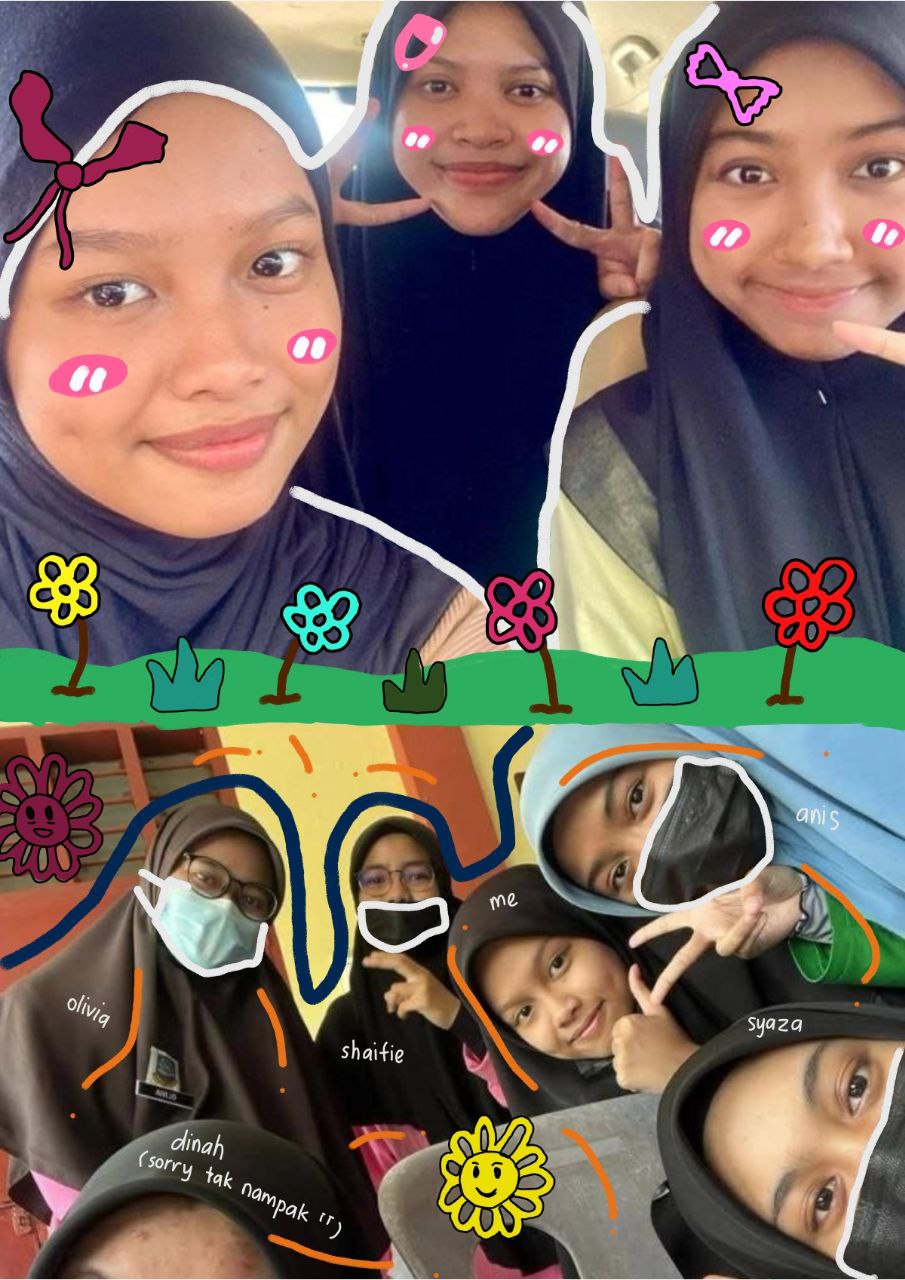 anis
me
olivia
syaza
shaifie
dinah
(sorry tak nampak ''')